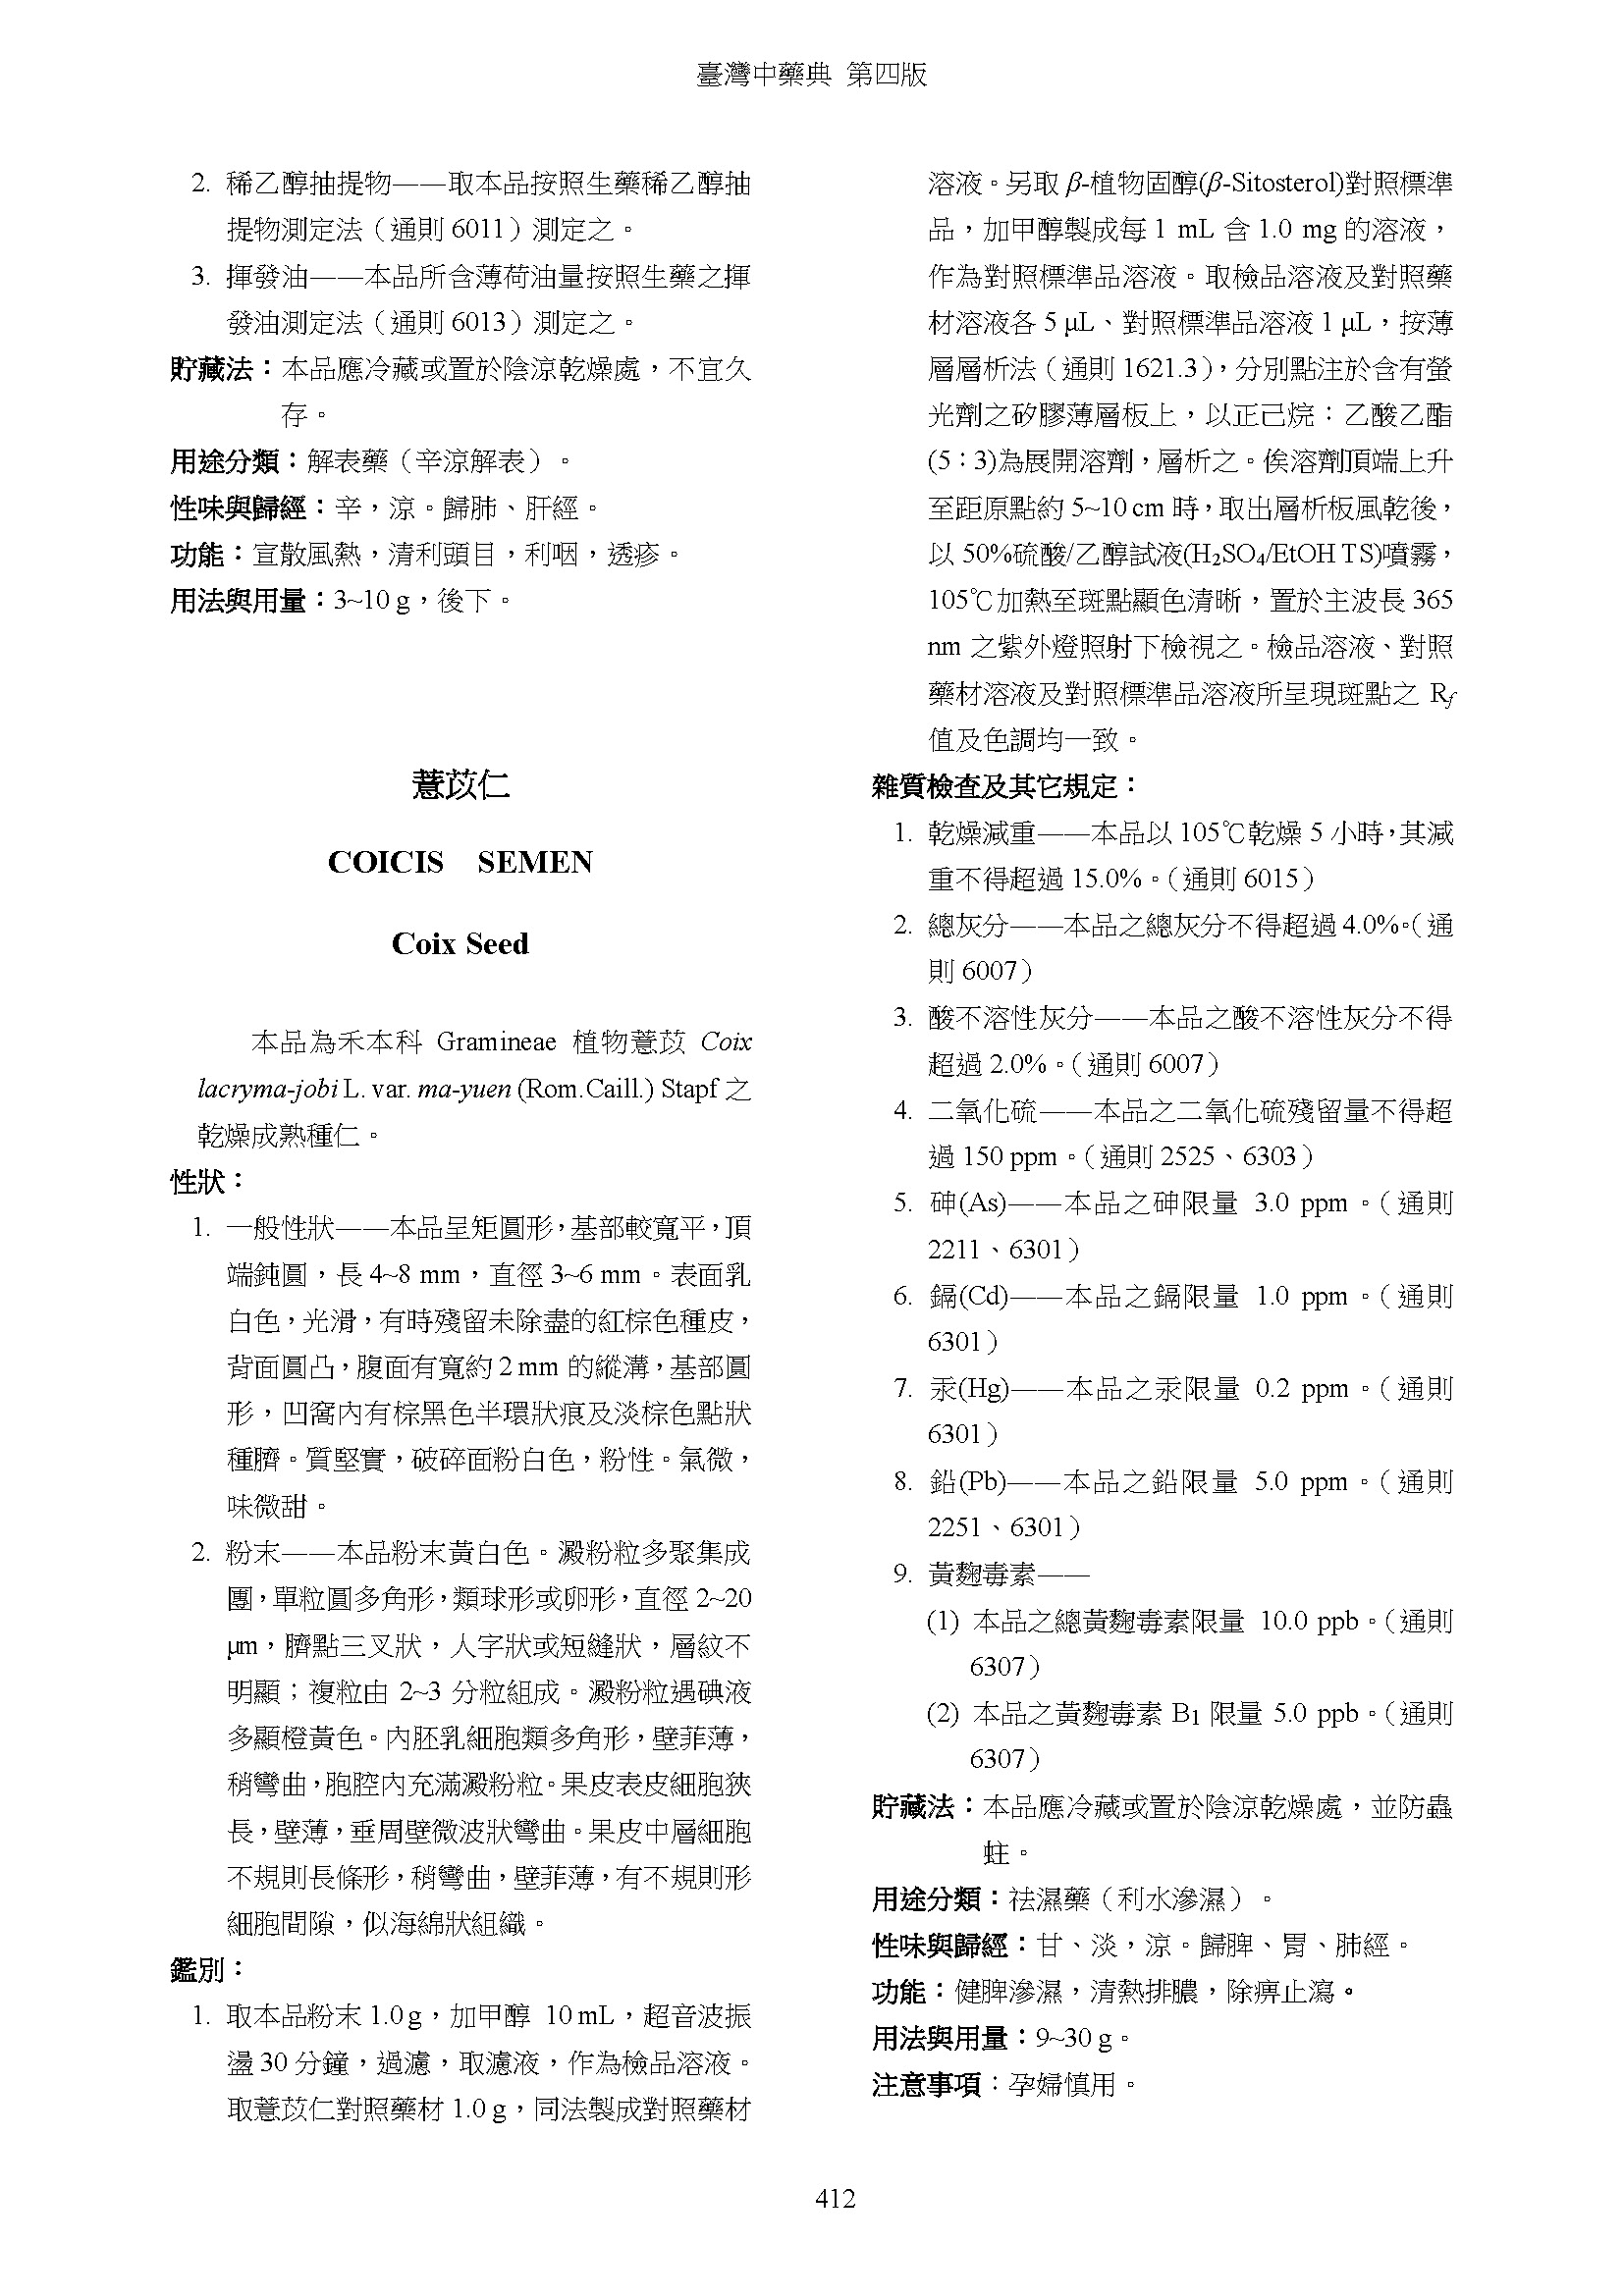 臺灣中藥典 第四版
2. 稀乙醇抽提物——取本品按照生藥稀乙醇抽
提物測定法（通則 6011）測定之。
3. 揮發油——本品所含薄荷油量按照生藥之揮
發油測定法（通則 6013）測定之。
貯藏法：本品應冷藏或置於陰涼乾燥處，不宜久
存。
用途分類：解表藥（辛涼解表）。
性味與歸經：辛，涼。歸肺、肝經。
功能：宣散風熱，清利頭目，利咽，透疹。
用法與用量：3~10 g，後下。
薏苡仁
COICIS SEMEN
Coix Seed
本品為禾本科 Gramineae 植物薏苡 Coix
lacryma-jobi L. var. ma-yuen (Rom.Caill.) Stapf 之
乾燥成熟種仁。
性狀：
1. 一般性狀——本品呈矩圓形，基部較寬平，頂
端鈍圓，長 4~8 mm，直徑 3~6 mm。表面乳
白色，光滑，有時殘留未除盡的紅棕色種皮，
背面圓凸，腹面有寬約 2 mm 的縱溝，基部圓
形，凹窩內有棕黑色半環狀痕及淡棕色點狀
種臍。質堅實，破碎面粉白色，粉性。氣微，
味微甜。
2. 粉末——本品粉末黃白色。澱粉粒多聚集成
團，單粒圓多角形，類球形或卵形，直徑 2~20
μm，臍點三叉狀，人字狀或短縫狀，層紋不
明顯；複粒由 2~3 分粒組成。澱粉粒遇碘液
多顯橙黃色。內胚乳細胞類多角形，壁菲薄，
稍彎曲，胞腔內充滿澱粉粒。果皮表皮細胞狹
長，壁薄，垂周壁微波狀彎曲。果皮中層細胞
不規則長條形，稍彎曲，壁菲薄，有不規則形
細胞間隙，似海綿狀組織。
鑑別：
1. 取本品粉末 1.0 g，加甲醇 10 mL，超音波振
盪 30 分鐘，過濾，取濾液，作為檢品溶液。
取薏苡仁對照藥材 1.0 g，同法製成對照藥材
溶液。另取 β-植物固醇(β-Sitosterol)對照標準
品，加甲醇製成每 1 mL 含 1.0 mg 的溶液，
作為對照標準品溶液。取檢品溶液及對照藥
材溶液各 5 μL、對照標準品溶液 1 μL，按薄
層層析法（通則 1621.3），分別點注於含有螢
光劑之矽膠薄層板上，以正己烷：乙酸乙酯
(5：3)為展開溶劑，層析之。俟溶劑頂端上升
至距原點約 5~10 cm 時，取出層析板風乾後，
以 50%硫酸/乙醇試液(H₂SO₄/EtOH TS)噴霧，
105℃加熱至斑點顯色清晰，置於主波長 365
nm 之紫外燈照射下檢視之。檢品溶液、對照
藥材溶液及對照標準品溶液所呈現斑點之 Rf
值及色調均一致。
雜質檢查及其它規定：
1. 乾燥減重——本品以 105℃乾燥 5 小時，其減
重不得超過 15.0%。（通則 6015）
2. 總灰分——本品之總灰分不得超過 4.0%。（通
則 6007）
3. 酸不溶性灰分——本品之酸不溶性灰分不得
超過 2.0%。（通則 6007）
4. 二氧化硫——本品之二氧化硫殘留量不得超
過 150 ppm。（通則 2525、6303）
5. 砷(As)——本品之砷限量 3.0 ppm。（通則
2211、6301）
6. 鎘(Cd)——本品之鎘限量 1.0 ppm。（通則
6301）
7. 汞(Hg)——本品之汞限量 0.2 ppm。（通則
6301）
8. 鉛(Pb)——本品之鉛限量 5.0 ppm。（通則
2251、6301）
9. 黃麴毒素——
(1) 本品之總黃麴毒素限量 10.0 ppb。（通則
6307）
(2) 本品之黃麴毒素 B₁ 限量 5.0 ppb。（通則
6307）
貯藏法：本品應冷藏或置於陰涼乾燥處，並防蟲
蛀。
用途分類：祛濕藥（利水滲濕）。
性味與歸經：甘、淡，涼。歸脾、胃、肺經。
功能：健脾滲濕，清熱排膿，除痹止瀉。
用法與用量：9~30 g。
注意事項：孕婦慎用。
412